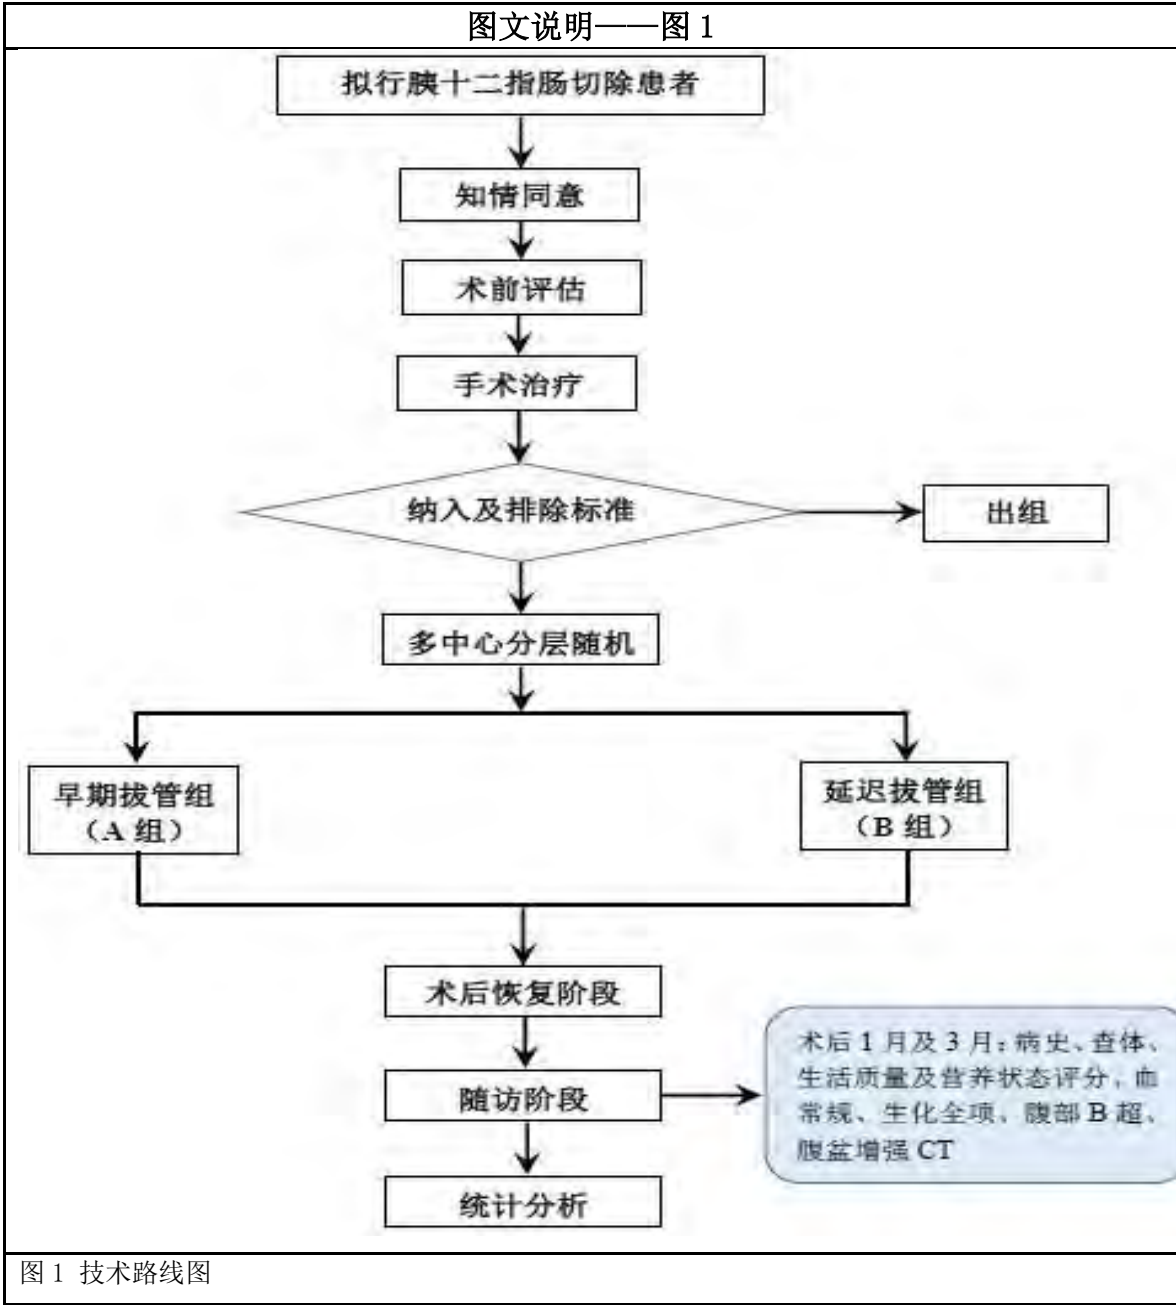 图文说明——图 1
拟行胰十二指肠切除患者
知情同意
术前评估
手术治疗
纳入及排除标准
出组
多中心分层随机
早期拔管组
（A 组）
延迟拔管组
（B 组）
术后恢复阶段
随访阶段
术后 1 月及 3 月：病史、查体、
生活质量及营养状态评分，血
常规、生化全项、腹部 B 超、
腹盆增强 CT
统计分析
图 1 技术路线图